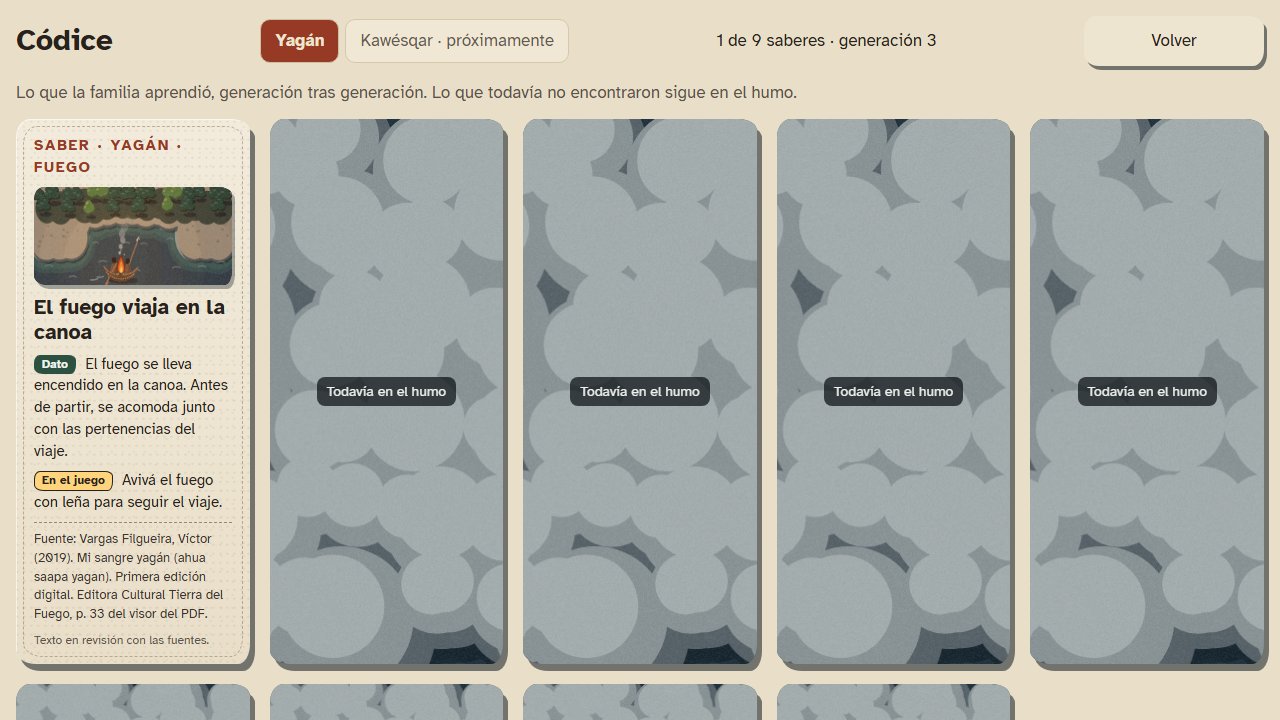 Códice
Yagán
Kawésqar · próximamente
1 de 9 saberes · generación 3
Volver
Lo que la familia aprendió, generación tras generación. Lo que todavía no encontraron sigue en el humo.
SABER · YAGÁN ·
FUEGO
El fuego viaja en la
canoa
Dato El fuego se lleva
encendido en la canoa. Antes
de partir, se acomoda junto
con las pertenencias del
viaje.
En el juego Avivá el fuego
con leña para seguir el viaje.
Fuente: Vargas Filgueira, Víctor
(2019). Mi sangre yagán (ahua
saapa yagan). Primera edición
digital. Editora Cultural Tierra del
Fuego, p. 33 del visor del PDF.
Texto en revisión con las fuentes.
Todavía en el humo
Todavía en el humo
Todavía en el humo
Todavía en el humo